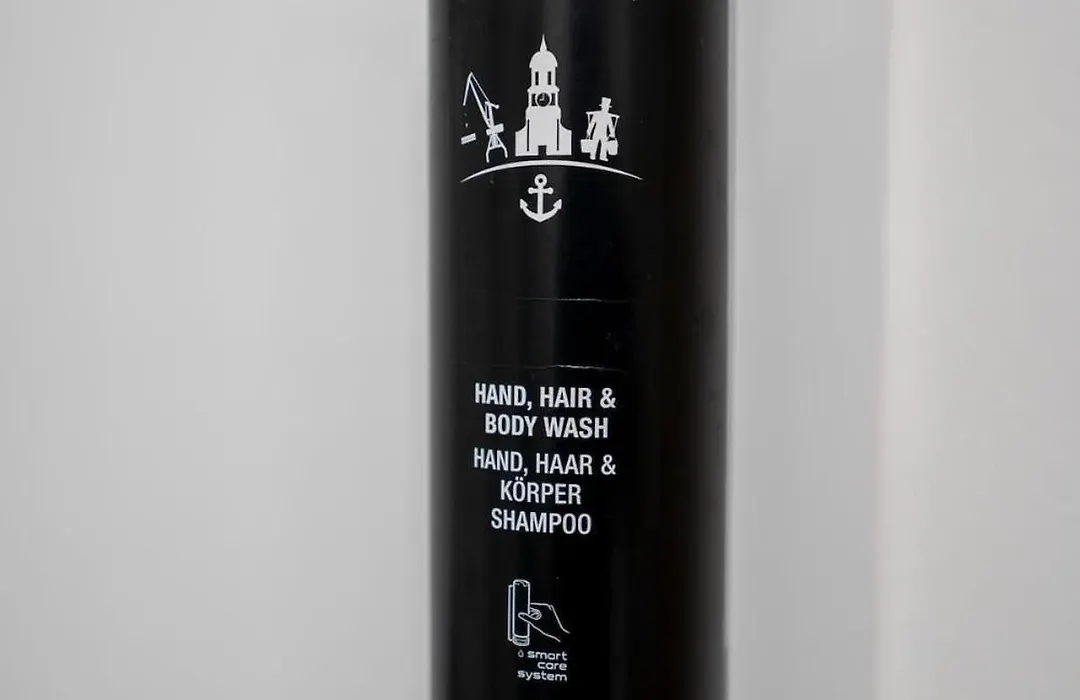 HAND, HAIR &
BODY WASH
HAND, HAAR &
KÖRPER
SHAMPOO
smart
care
system